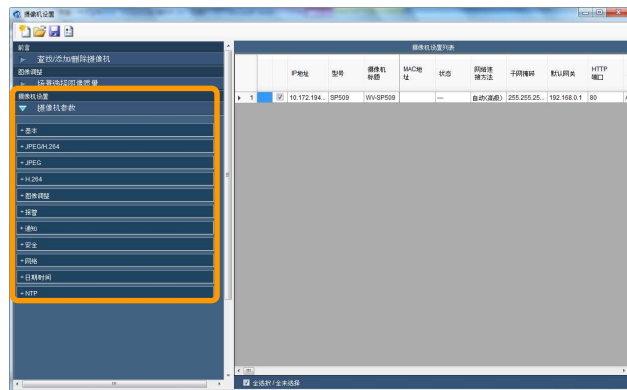 摄像机设置
前言
查找/添加/删除摄像机
图像调整
场景选择图像质量
摄像机设置
摄像机参数
+基本
+JPEG/H.264
+JPEG
+H.264
+图像调整
+报警
+通知
+安全
+网络
+日期/时间
+NTP
摄像机设置列表
IP地址 型号 摄像机标题 MAC地址 状态 网络连接方法 子网掩码 默认网关 HTTP端口
1 10.172.194... SP509 WV-SP509 — 自动(高级) 255.255.25... 192.168.0.1 80
全选择/全未选择